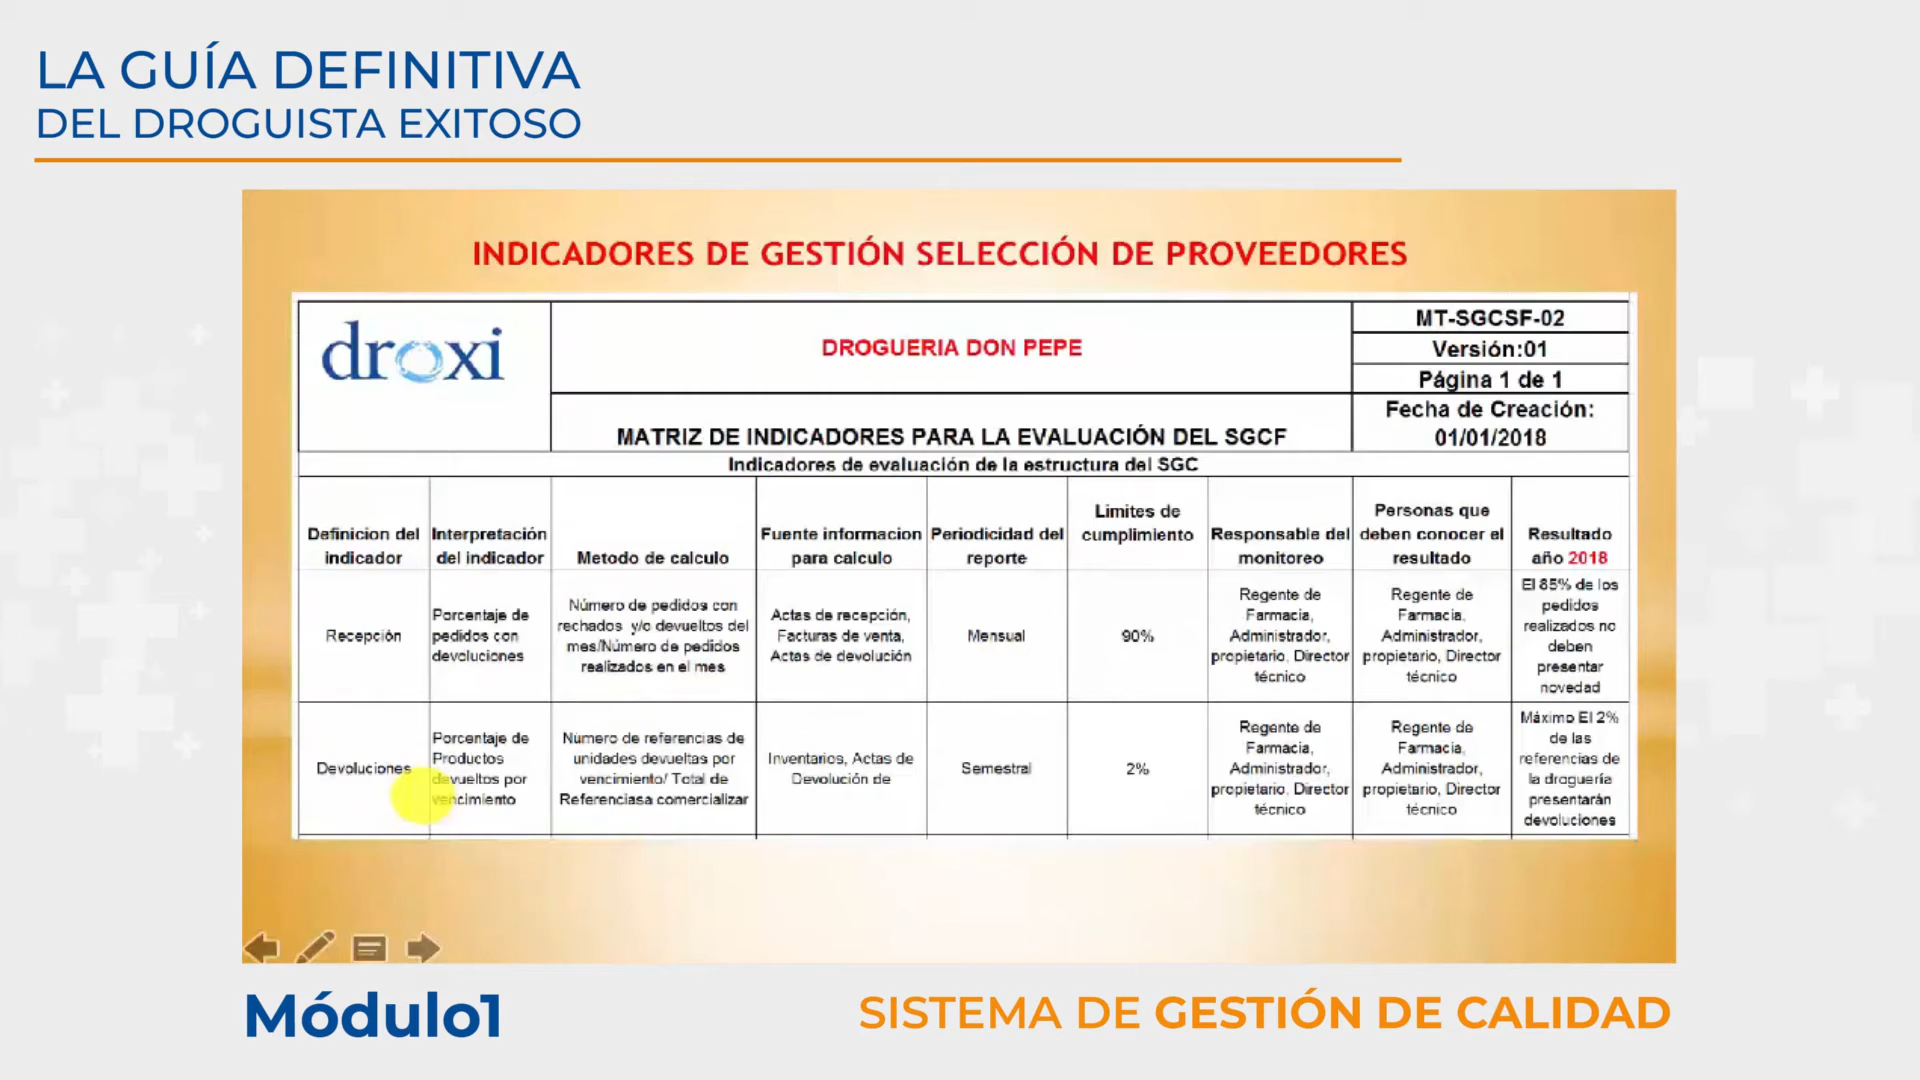 LA GUÍA DEFINITIVA
DEL DROGUISTA EXITOSO
INDICADORES DE GESTIÓN SELECCIÓN DE PROVEEDORES
droxi
DROGUERIA DON PEPE
MT-SGCSF-02
Versión:01
Página 1 de 1
MATRIZ DE INDICADORES PARA LA EVALUACIÓN DEL SGCF
Fecha de Creación:
01/01/2018
Indicadores de evaluación de la estructura del SGC
Definicion del
indicador
Interpretación
del indicador
Metodo de calculo
Fuente informacion
para calculo
Periodicidad del
reporte
Limites de
cumplimiento
Responsable del
monitoreo
Personas que
deben conocer el
resultado
Resultado
año 2018
Recepción
Porcentaje de
pedidos con
devoluciones
Número de pedidos con
rechados y/o devueltos del
mes/Número de pedidos
realizados en el mes
Actas de recepción,
Facturas de venta,
Actas de devolución
Mensual
90%
Regente de
Farmacia,
Administrador,
propietario, Director
técnico
Regente de
Farmacia,
Administrador,
propietario, Director
técnico
El 85% de los
pedidos
realizados no
deben
presentar
novedad
Devoluciones
Porcentaje de
Productos
devueltos por
vencimiento
Número de referencias de
unidades devueltas por
vencimiento/ Total de
Referenciasa comercializar
Inventarios, Actas de
Devolución de
Semestral
2%
Regente de
Farmacia,
Administrador,
propietario, Director
técnico
Regente de
Farmacia,
Administrador,
propietario, Director
técnico
Máximo El 2%
de las
referencias de
la droguería
presentarán
devoluciones
Módulo1
SISTEMA DE GESTIÓN DE CALIDAD